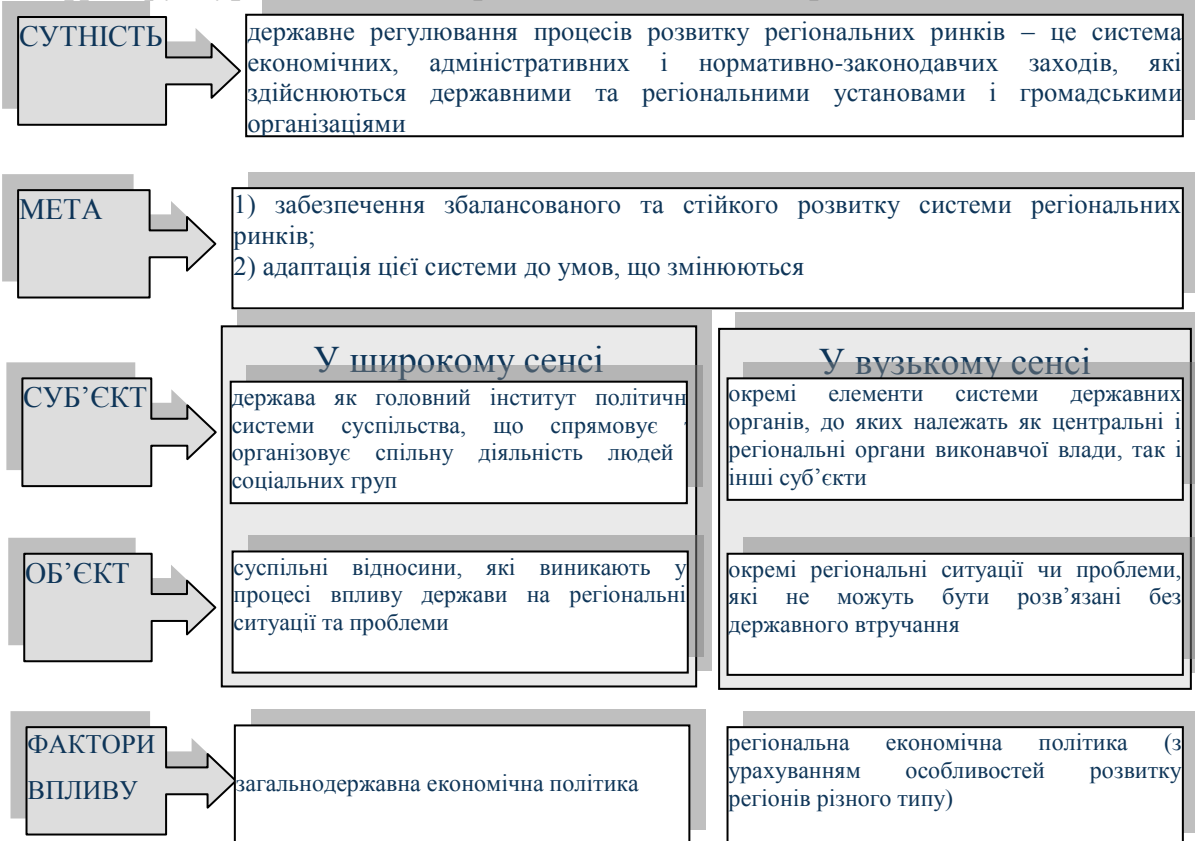 СУТНІСТЬ
державне регулювання процесів розвитку регіональних ринків – це система
економічних, адміністративних і нормативно-законодавчих заходів, які
здійснюються державними та регіональними установами і громадськими
організаціями
МЕТА
1) забезпечення збалансованого та стійкого розвитку системи регіональних
ринків;
2) адаптація цієї системи до умов, що змінюються
У широкому сенсі
У вузькому сенсі
СУБ’ЄКТ
держава як головний інститут політичн
системи суспільства, що спрямовує
організовує спільну діяльність людей
соціальних груп
окремі елементи системи державних
органів, до яких належать як центральні і
регіональні органи виконавчої влади, так і
інші суб’єкти
ОБ’ЄКТ
суспільні відносини, які виникають у
процесі впливу держави на регіональні
ситуації та проблеми
окремі регіональні ситуації чи проблеми,
які не можуть бути розв’язані без
державного втручання
ФАКТОРИ
ВПЛИВУ
загальнодержавна економічна політика
регіональна економічна політика (з
урахуванням особливостей розвитку
регіонів різного типу)